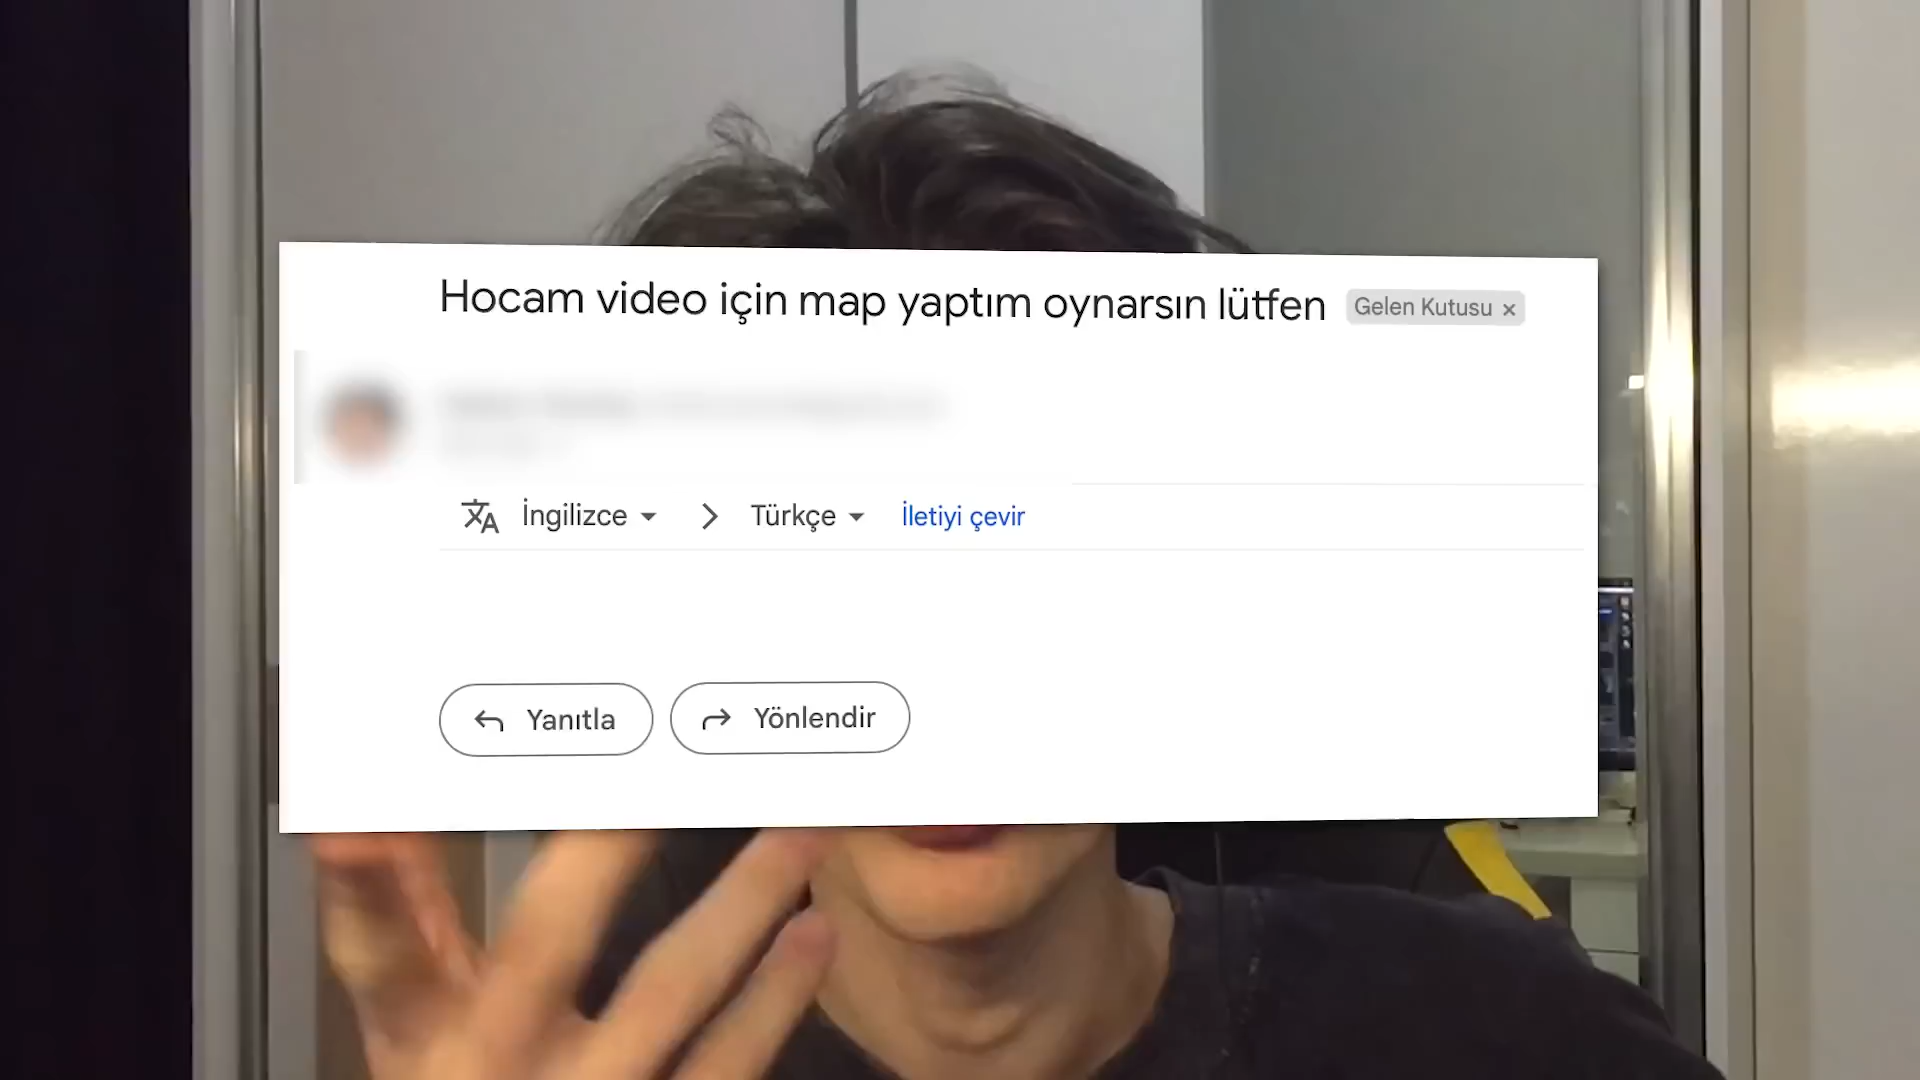 Hocam video için map yaptım oynarsın lütfen Gelen Kutusu ×
İngilizce Türkçe İletiyi çevir
Yanıtla Yönlendir